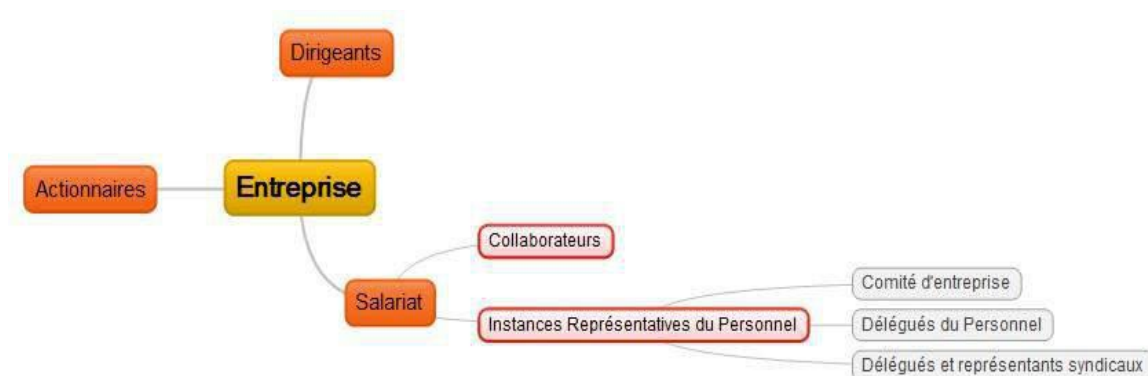 Dirigeants
Actionnaires
Entreprise
Collaborateurs
Salariat
Instances Représentatives du Personnel
Comité d'entreprise
Délégués du Personnel
Délégués et représentants syndicaux